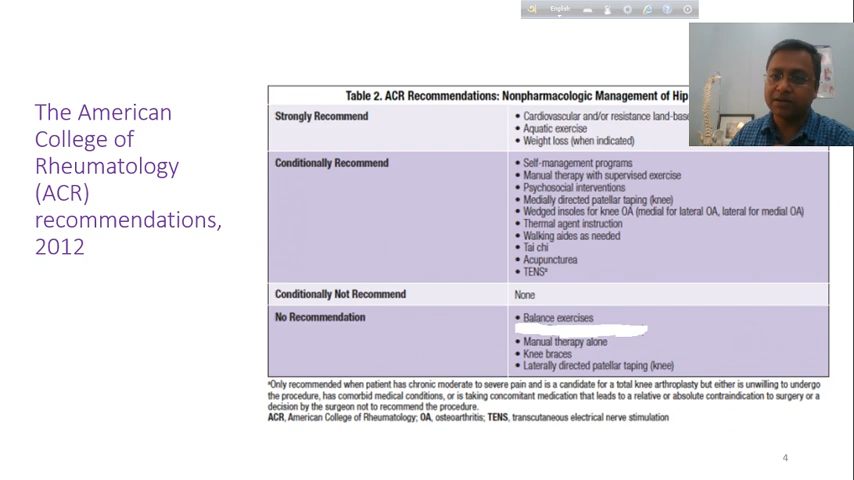 English
The American
College of
Rheumatology
(ACR)
recommendations,
2012
Table 2. ACR Recommendations: Nonpharmacologic Management of Hip
Strongly Recommend
• Cardiovascular and/or resistance land-bas
• Aquatic exercise
• Weight loss (when indicated)
Conditionally Recommend
• Self-management programs
• Manual therapy with supervised exercise
• Psychosocial interventions
• Medially directed patellar taping (knee)
• Wedged insoles for knee OA (medial for lateral OA, lateral for medial OA)
• Thermal agent instruction
• Walking aides as needed
• Tai chi
• Acupuncturea
• TENSª
Conditionally Not Recommend
None
No Recommendation
• Balance exercises
• Manual therapy alone
• Knee braces
• Laterally directed patellar taping (knee)
ªOnly recommended when patient has chronic moderate to severe pain and is a candidate for a total knee arthroplasty but either is unwilling to undergo
the procedure, has comorbid medical conditions, or is taking concomitant medication that leads to a relative or absolute contraindication to surgery or a
decision by the surgeon not to recommend the procedure.
ACR, American College of Rheumatology; OA, osteoarthritis; TENS, transcutaneous electrical nerve stimulation
4